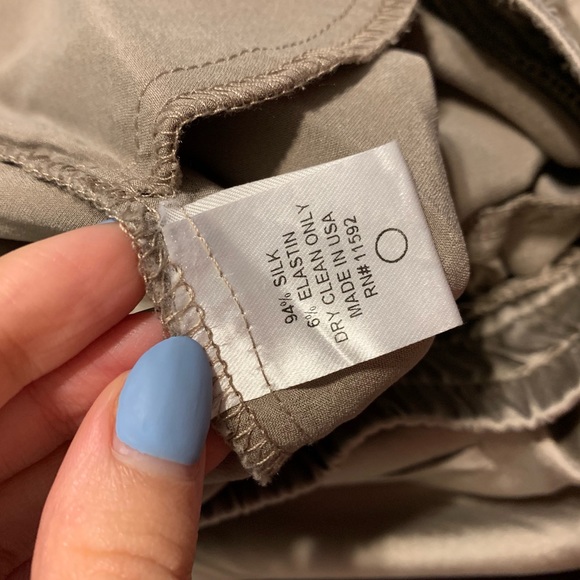 94% SILK
6% ELASTIN
DRY CLEAN ONLY
MADE IN USA
RN# 11592